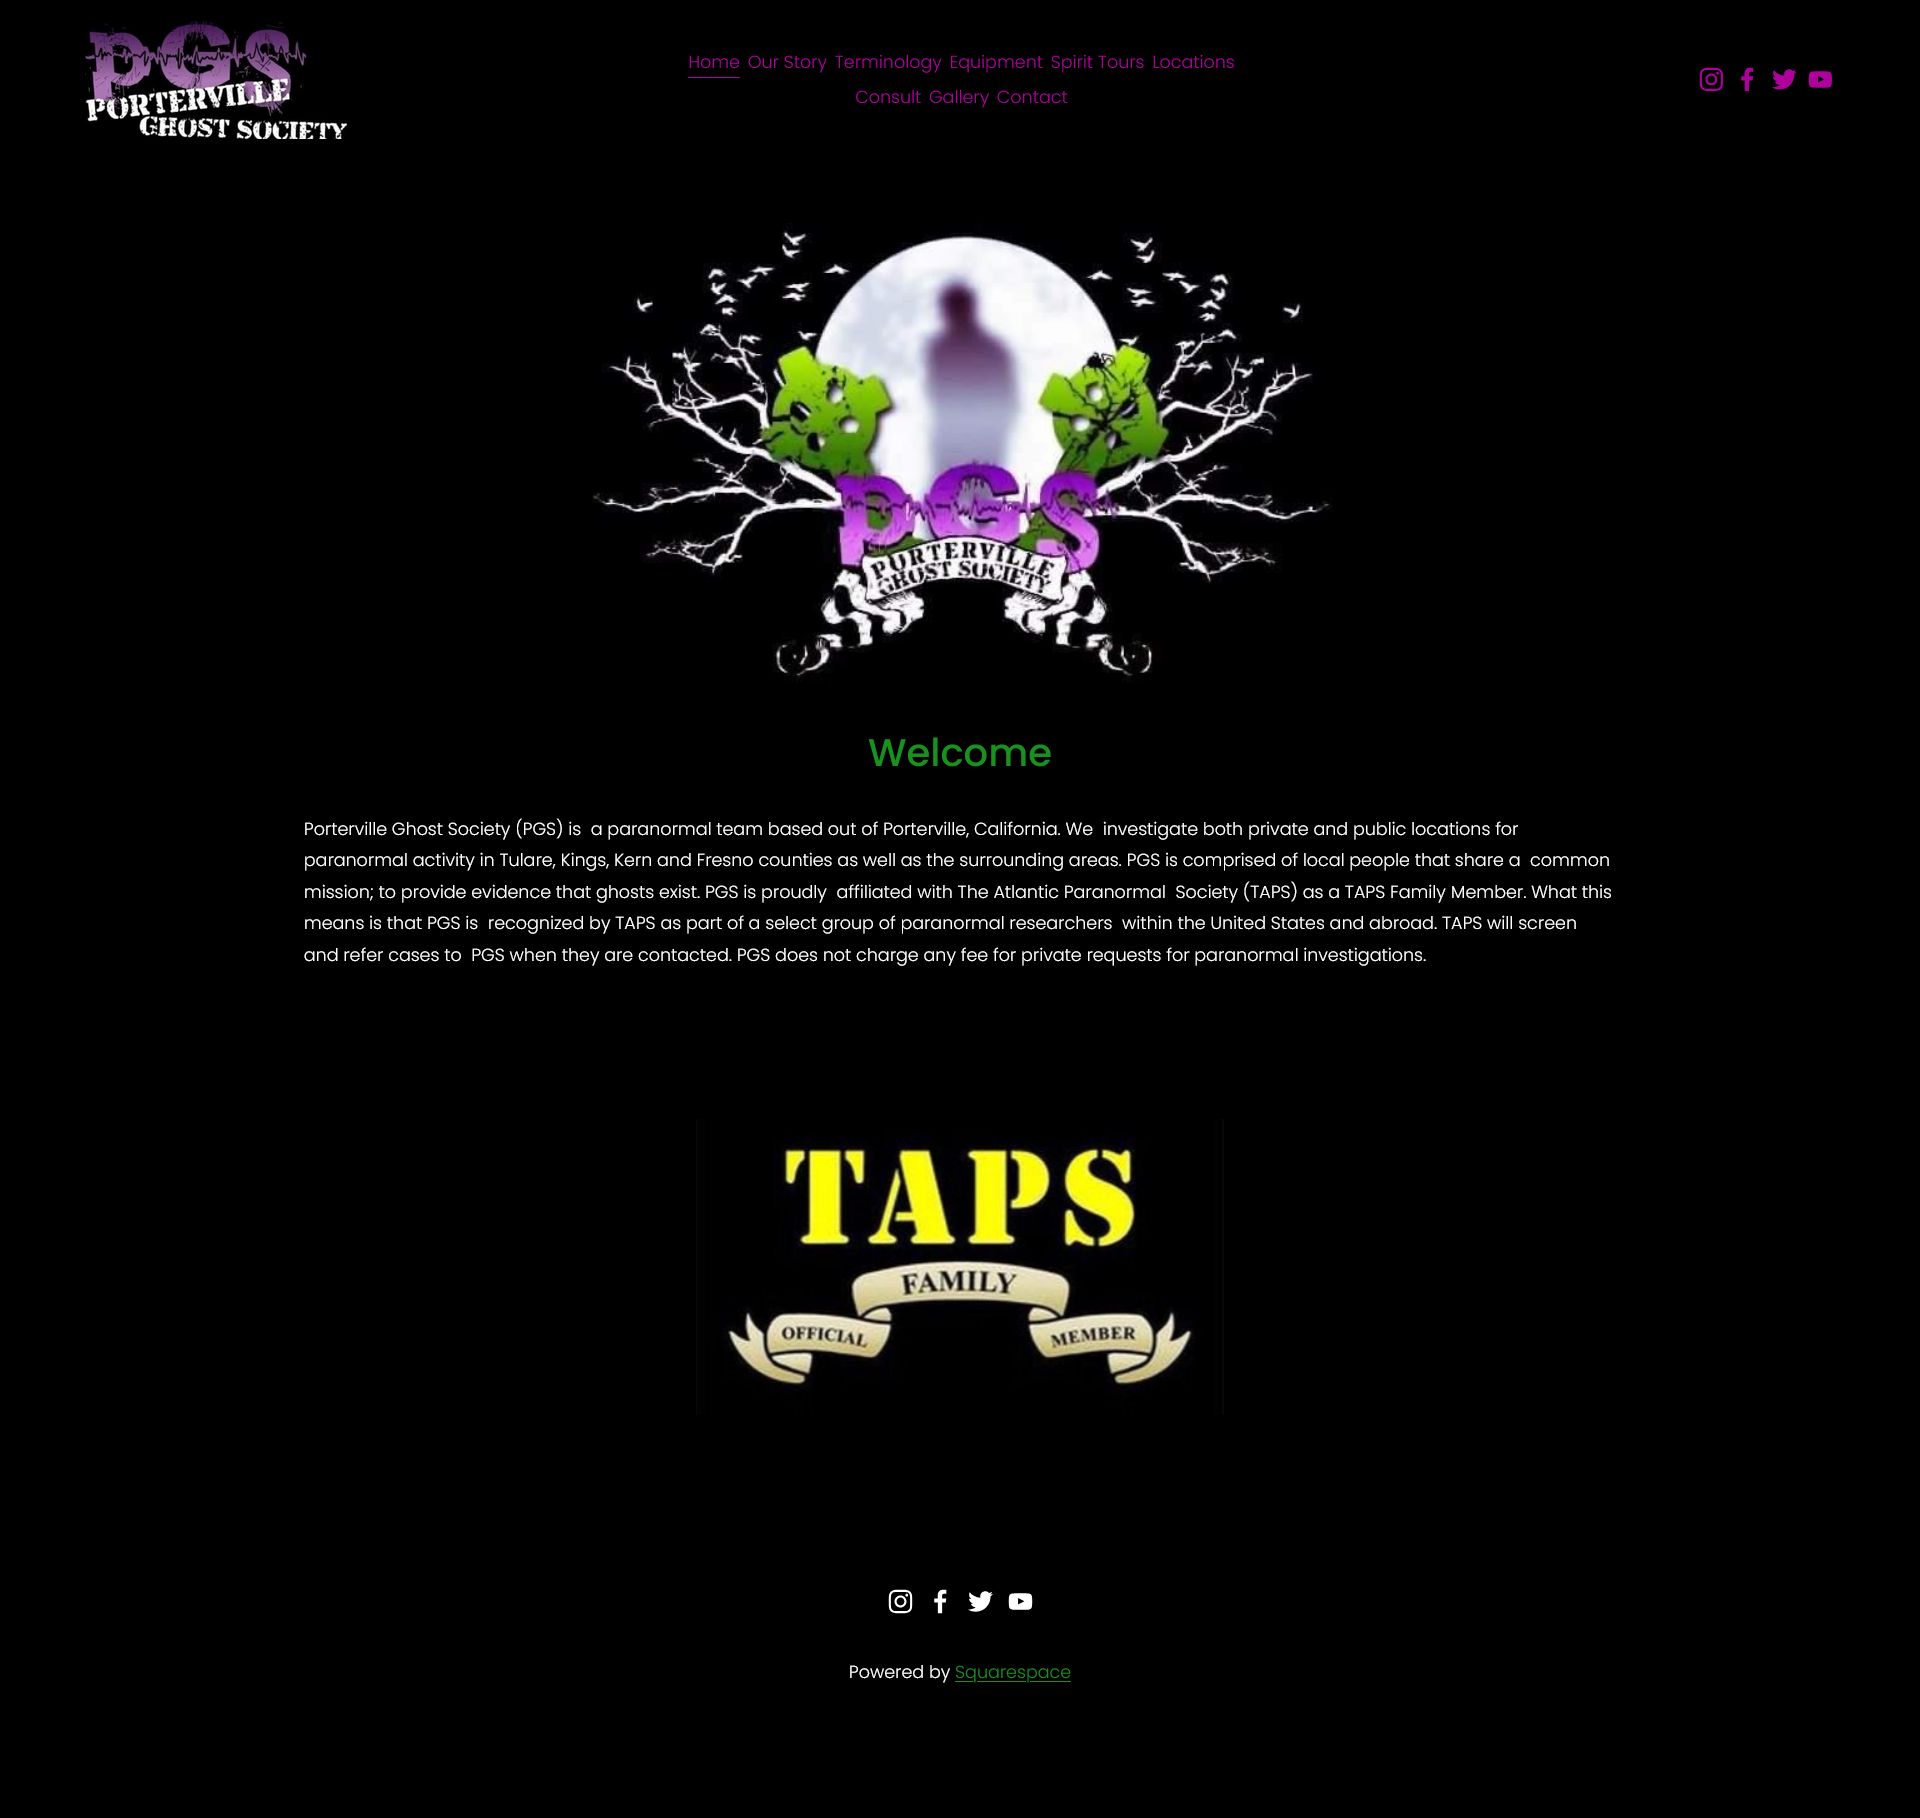 PGS
PORTERVILLE
GHOST SOCIETY
Home Our Story Terminology Equipment Spirit Tours Locations
Consult Gallery Contact
PGS
PORTERVILLE
GHOST SOCIETY
Welcome
Porterville Ghost Society (PGS) is  a paranormal team based out of Porterville, California. We  investigate both private and public locations for
paranormal activity in Tulare, Kings, Kern and Fresno counties as well as the surrounding areas. PGS is comprised of local people that share a  common
mission; to provide evidence that ghosts exist. PGS is proudly  affiliated with The Atlantic Paranormal  Society (TAPS) as a TAPS Family Member. What this
means is that PGS is  recognized by TAPS as part of a select group of paranormal researchers  within the United States and abroad. TAPS will screen
and refer cases to  PGS when they are contacted. PGS does not charge any fee for private requests for paranormal investigations.
TAPS
FAMILY
OFFICIAL MEMBER
Powered by Squarespace